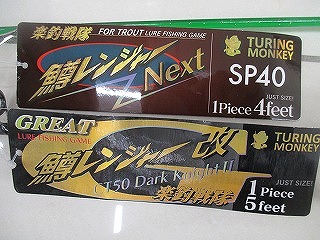 楽釣戦隊 FOR TROUT LURE FISHING GAME
TURING
MONKEY
鱒レンジャー
Z Next
SP40
JUST SIZE!
1Piece 4feet
GREAT
LURE FISHING GAME
TURING
MONKEY
鱒レンジャー改
CT50 Dark Knight II
楽釣戦隊
JUST SIZE!
1 Piece
5 feet